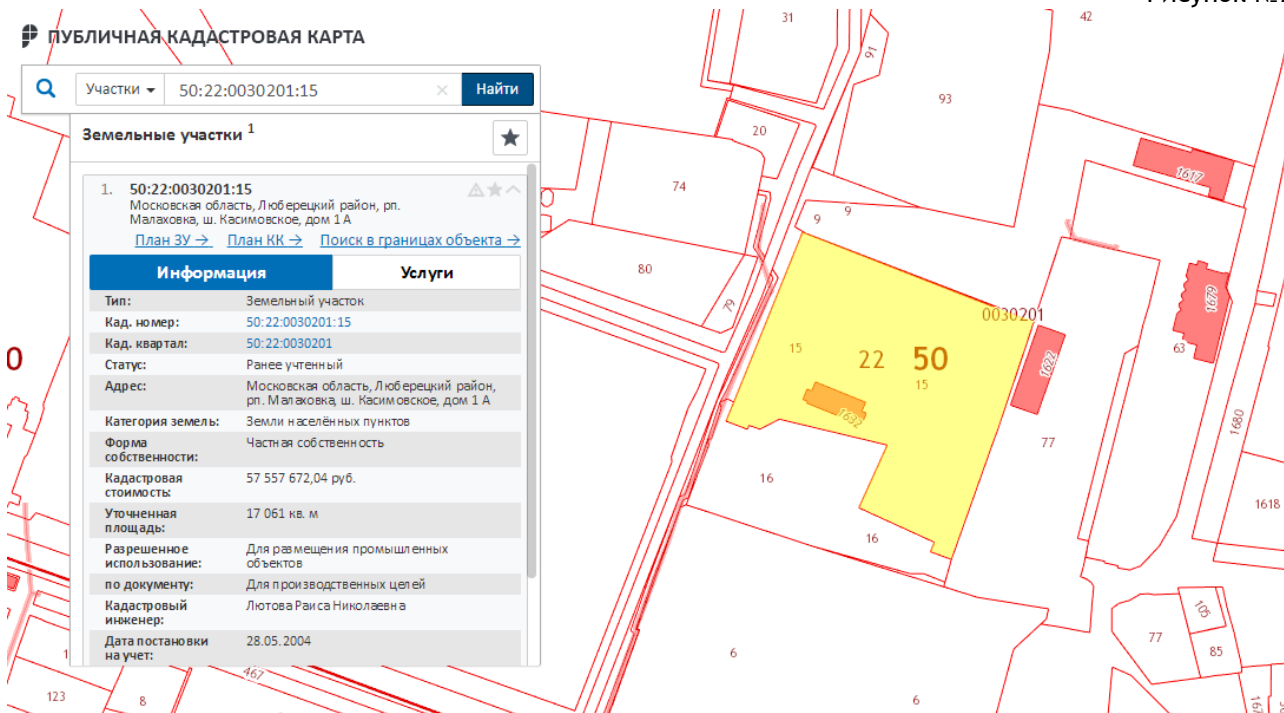 ПУБЛИЧНАЯ КАДАСТРОВАЯ КАРТА
Участки 50:22:0030201:15 × Найти
Земельные участки 1
1. 50:22:0030201:15
Московская область, Люберецкий район, рп.
Малаховка, ш. Касимовское, дом 1 А
План ЗУ → План КК → Поиск в границах объекта →
Информация Услуги
Тип: Земельный участок
Кад. номер: 50:22:0030201:15
Кад. квартал: 50:22:0030201
Статус: Ранее учтенный
Адрес: Московская область, Люберецкий район,
рп. Малаховка, ш. Касимовское, дом 1 А
Категория земель: Земли населённых пунктов
Форма Частная собственность
собственности:
Кадастровая 57 557 672,04 руб.
стоимость:
Уточненная 17 061 кв. м
площадь:
Разрешенное Для размещения промышленных
использование: объектов
по документу: Для производственных целей
Кадастровый Лютова Раиса Николаевна
инженер:
Дата постановки 28.05.2004
на учет:
31
42
91
93
20
74
1617
9
9
80
79
0030201
1679
63
15
22 50
15
1622
1632
77
1680
16
1618
16
105
77
85
6
6
467
123
8
0